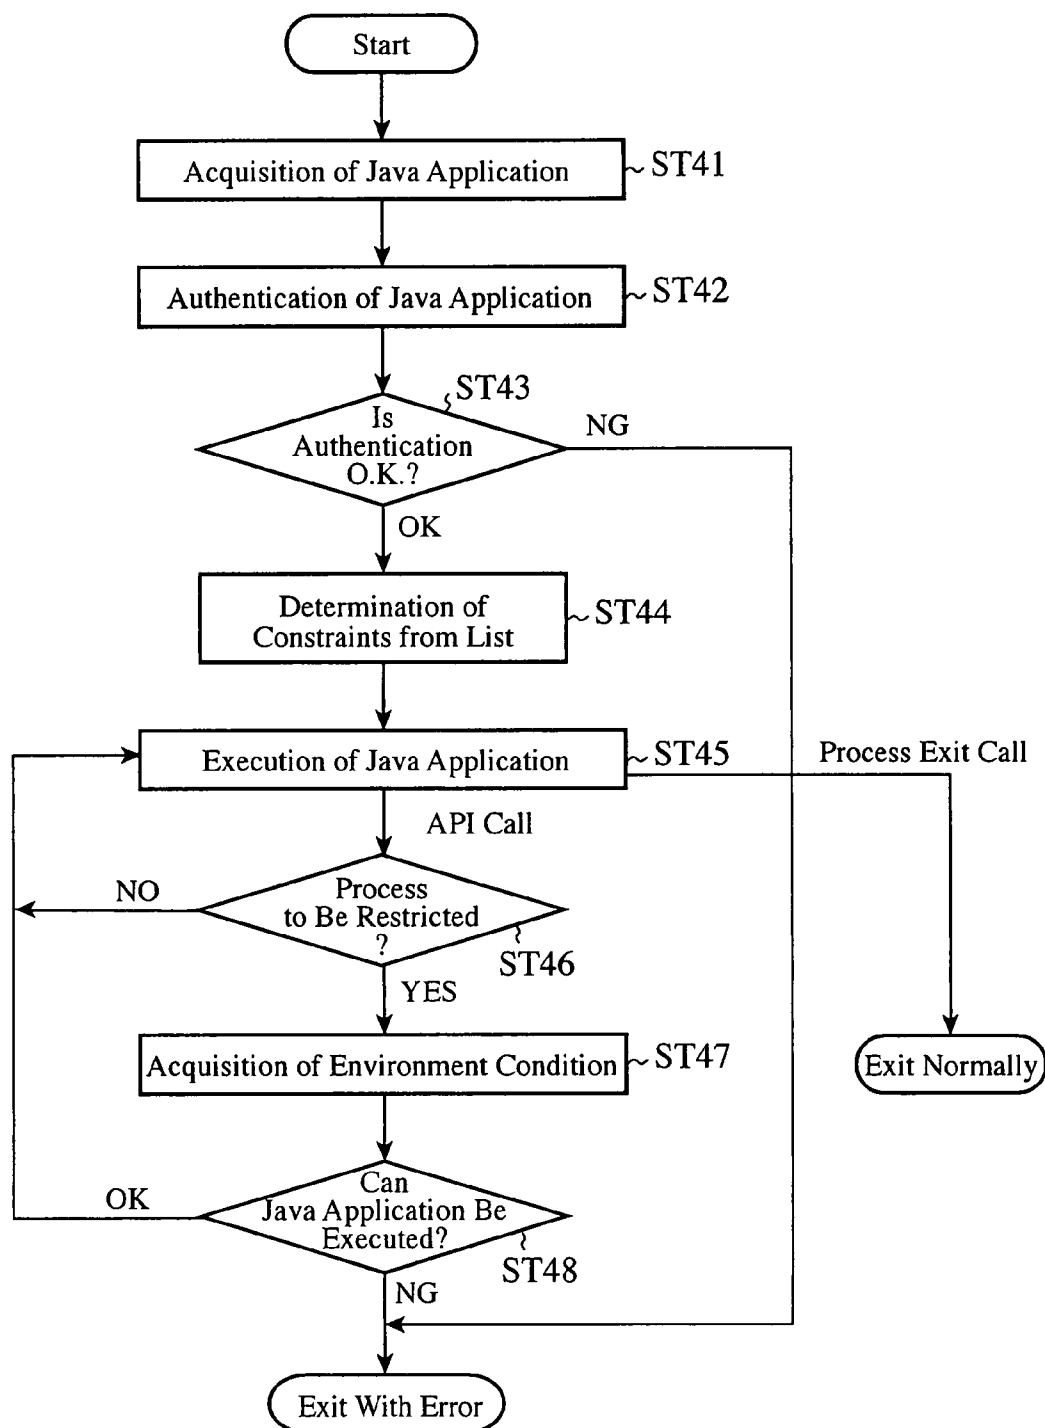 Start
Acquisition of Java Application
ST41
Authentication of Java Application
ST42
ST43
Is
Authentication
O.K.?
NG
OK
Determination of
Constraints from List
ST44
Execution of Java Application
ST45
Process Exit Call
API Call
NO
Process
to Be Restricted
?
ST46
YES
Acquisition of Environment Condition
ST47
Exit Normally
OK
Can
Java Application Be
Executed?
ST48
NG
Exit With Error